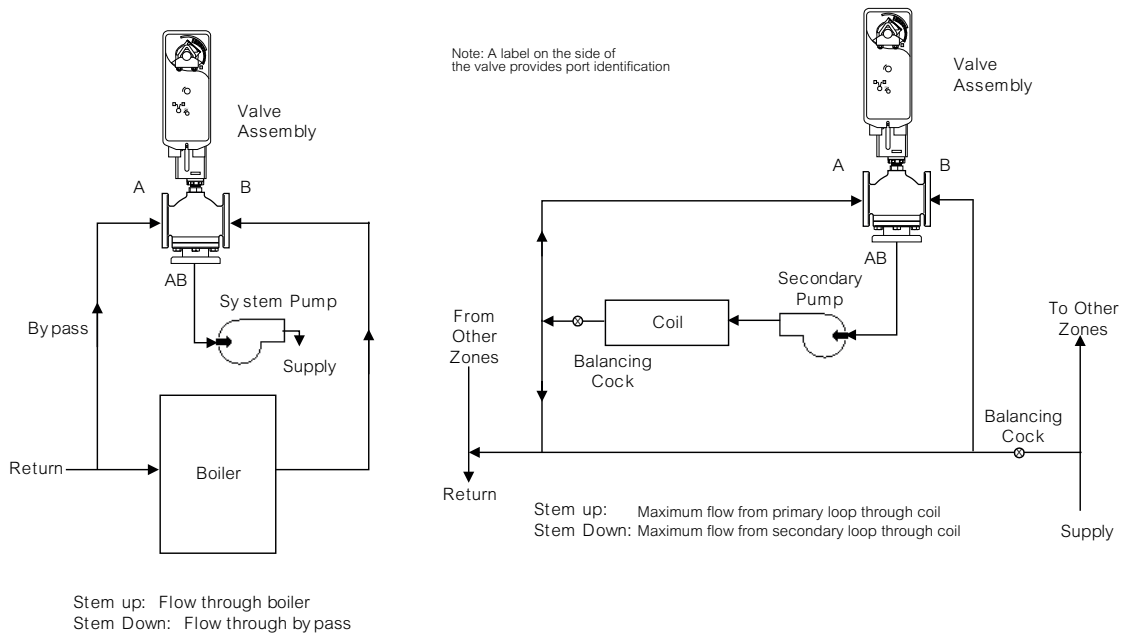 Valve
Assembly
A
B
AB
System Pump
Bypass
Supply
Return
Boiler
Stem up: Flow through boiler
Stem Down: Flow through bypass
Note: A label on the side of
the valve provides port identification
Valve
Assembly
A
B
AB
Secondary
Pump
From
Other
Zones
Coil
To Other
Zones
Balancing
Cock
Balancing
Cock
Return
Stem up: Maximum flow from primary loop through coil
Stem Down: Maximum flow from secondary loop through coil
Supply